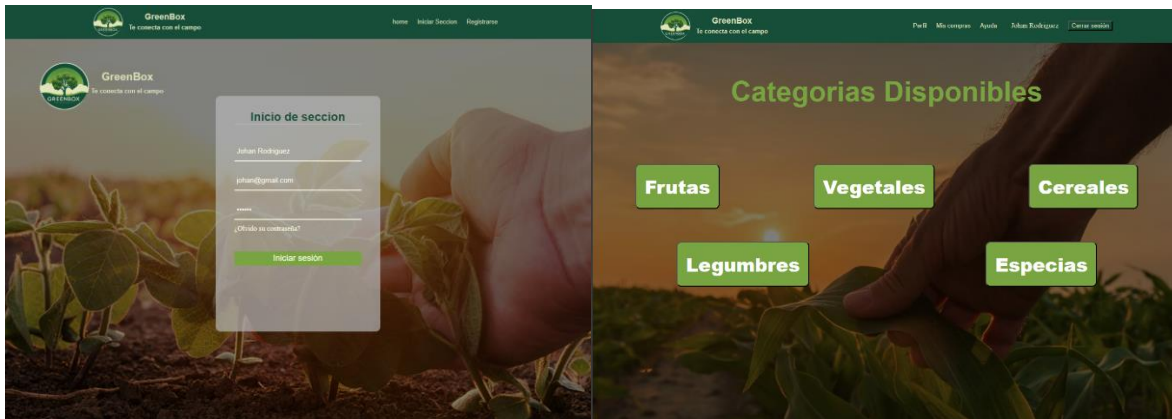 GreenBox
Te conecta con el campo
home Iniciar Seccion Registrarse
GREENBOX
GreenBox
Te conecta con el campo
Inicio de seccion
Johan Rodriguez
johan@gmail.com
••••••
¿Olvido su contraseña?
Iniciar sesión
GreenBox
Te conecta con el campo
Perfil Mis compras Ayuda Johan Rodriguez Cerrar sesión
Categorias Disponibles
Frutas Vegetales Cereales
Legumbres Especias